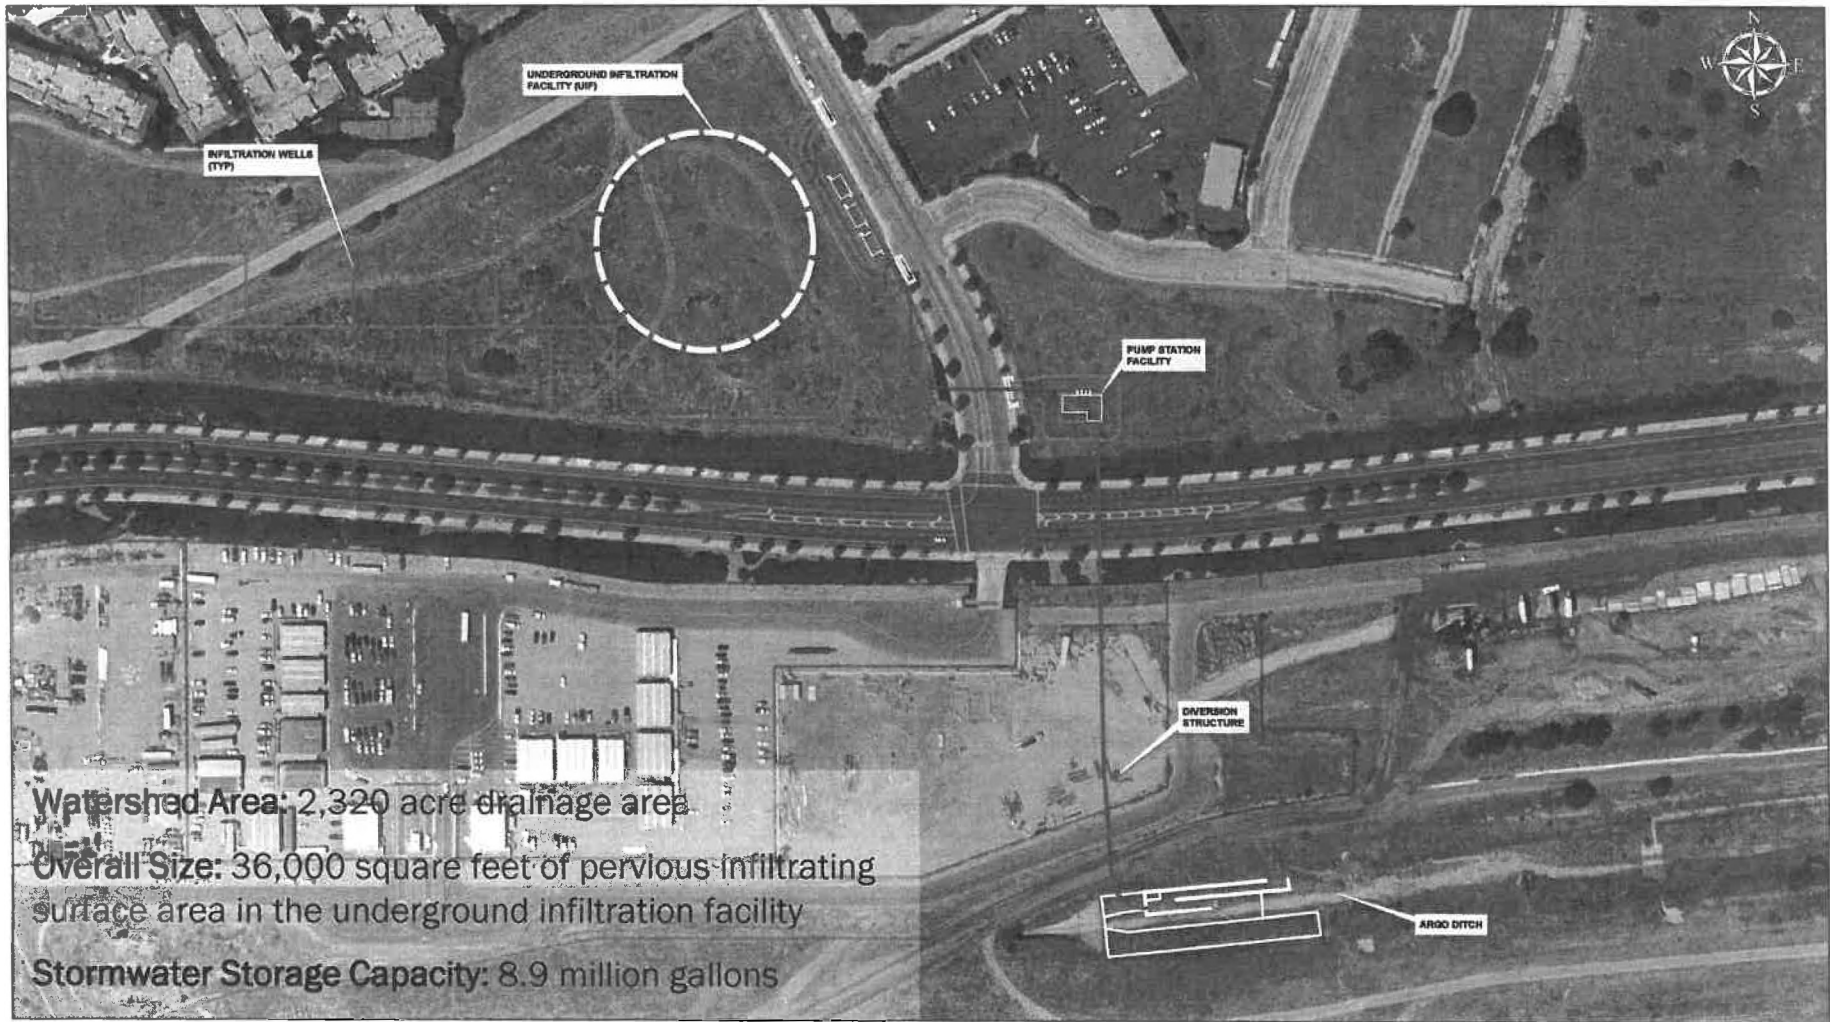 N
W E
S
UNDERGROUND INFILTRATION
FACILITY (UIF)
INFILTRATION WELLS
(TYP)
PUMP STATION
FACILITY
DIVERSION
STRUCTURE
ARGO DITCH
Watershed Area: 2,320 acre drainage area
Overall Size: 36,000 square feet of pervious infiltrating
surface area in the underground infiltration facility
Stormwater Storage Capacity: 8.9 million gallons